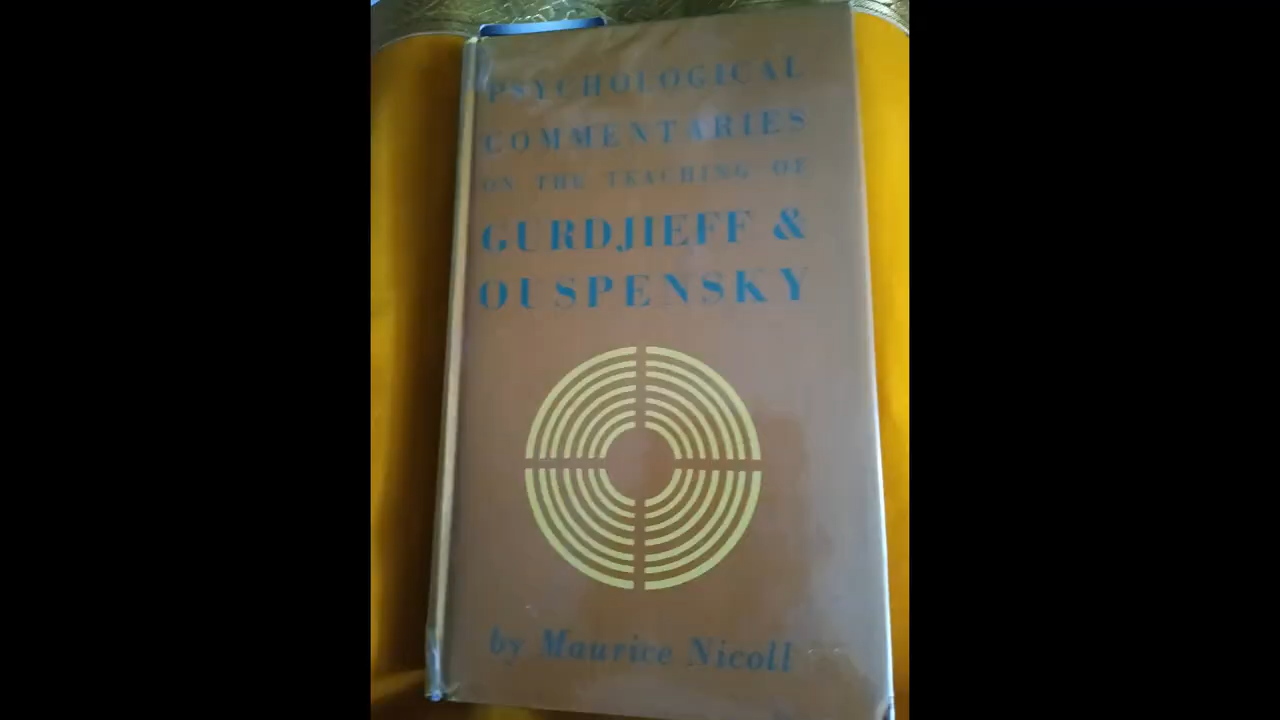 PSYCHOLOGICAL
COMMENTARIES
ON THE TEACHING OF
GURDJIEFF &
OUSPENSKY
by Maurice Nicoll